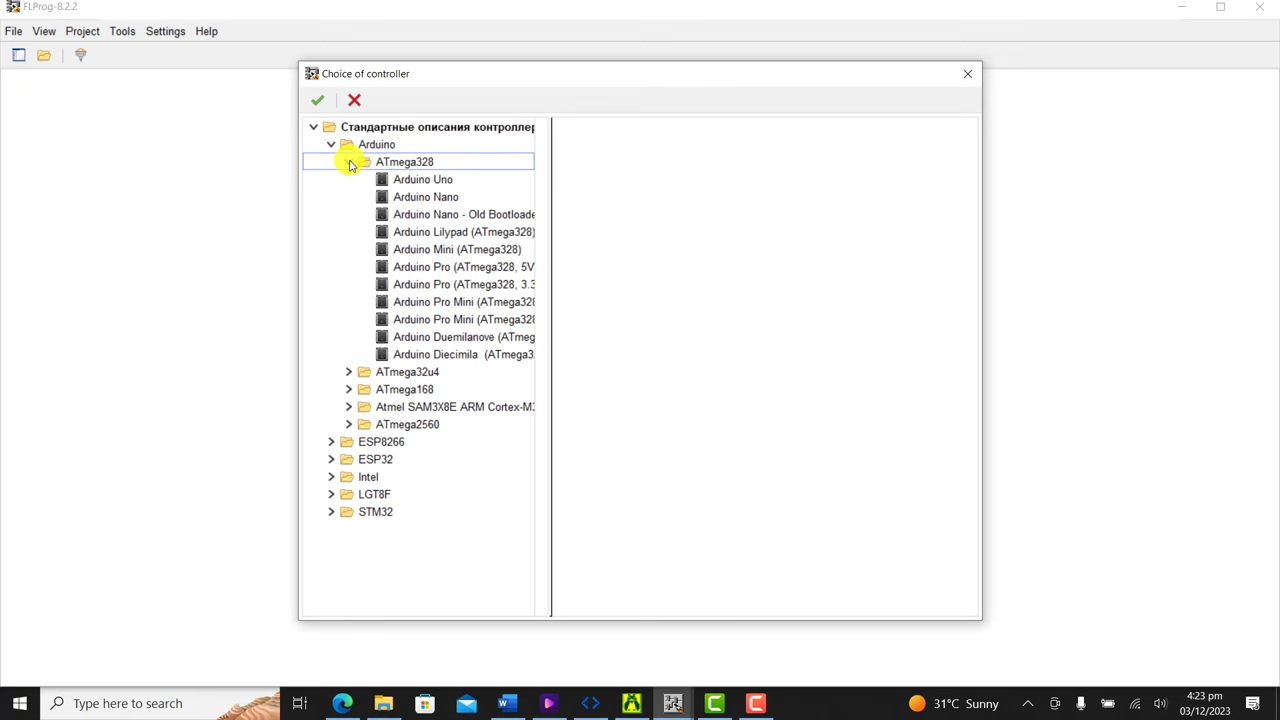 FLProg-8.2.2
File View Project Tools Settings Help
Choice of controller
Стандартные описания контроллер
Arduino
ATmega328
Arduino Uno
Arduino Nano
Arduino Nano - Old Bootloade
Arduino Lilypad (ATmega328)
Arduino Mini (ATmega328)
Arduino Pro (ATmega328, 5V
Arduino Pro (ATmega328, 3.3
Arduino Pro Mini (ATmega328
Arduino Pro Mini (ATmega328
Arduino Duemilanove (ATmeg
Arduino Diecimila (ATmega3
ATmega32u4
ATmega168
Atmel SAM3X8E ARM Cortex-M3
ATmega2560
ESP8266
ESP32
Intel
LGT8F
STM32
Type here to search
31°C Sunny
4:23 pm
03/12/2023